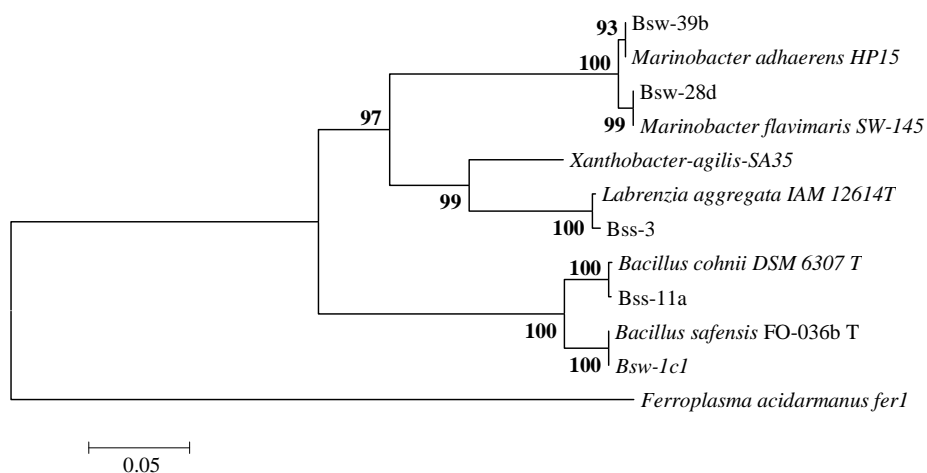 93
Bsw-39b
Marinobacter adhaerens HP15
100
Bsw-28d
97
99
Marinobacter flavimaris SW-145
Xanthobacter-agilis-SA35
99
Labrenzia aggregata IAM 12614T
100
Bss-3
100
Bacillus cohnii DSM 6307 T
Bss-11a
100
Bacillus safensis FO-036b T
100
Bsw-1c1
Ferroplasma acidarmanus fer1
0.05